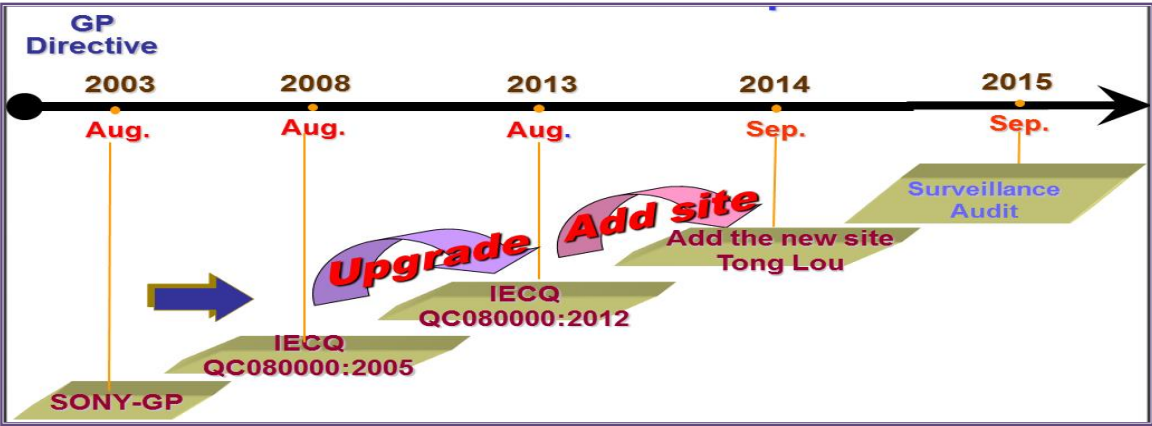 GP
Directive
2003
2008
2013
2014
2015
Aug.
Aug.
Aug.
Sep.
Sep.
Surveillance
Audit
Add site
Add the new site
Tong Lou
Upgrade
IECQ
QC080000:2012
IECQ
QC080000:2005
SONY-GP